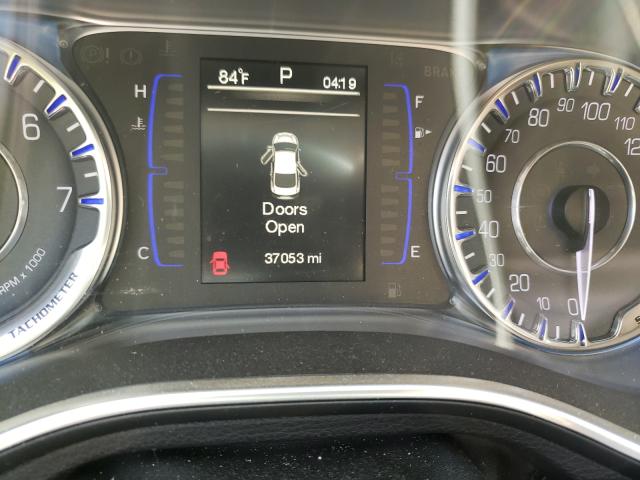 84°F P 04:19
H
F
BRAKE
C
E
Doors
Open
37053 mi
6
7
RPM x 1000
TACHOMETER
0
10
20
30
40
50
60
70
80
90
100
110